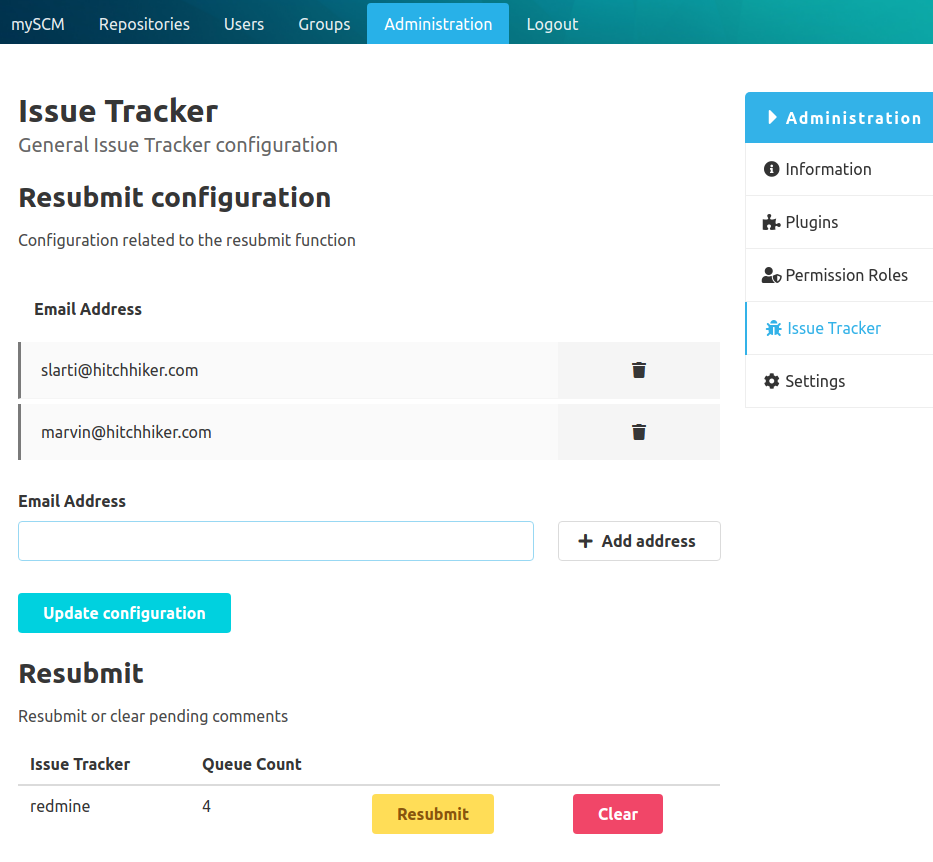 mySCM Repositories Users Groups Administration Logout
Issue Tracker
General Issue Tracker configuration
Resubmit configuration
Configuration related to the resubmit function
Email Address
slarti@hitchhiker.com
marvin@hitchhiker.com
Email Address
Add address
Update configuration
Resubmit
Resubmit or clear pending comments
Issue Tracker Queue Count
redmine 4 Resubmit Clear
Administration
Information
Plugins
Permission Roles
Issue Tracker
Settings